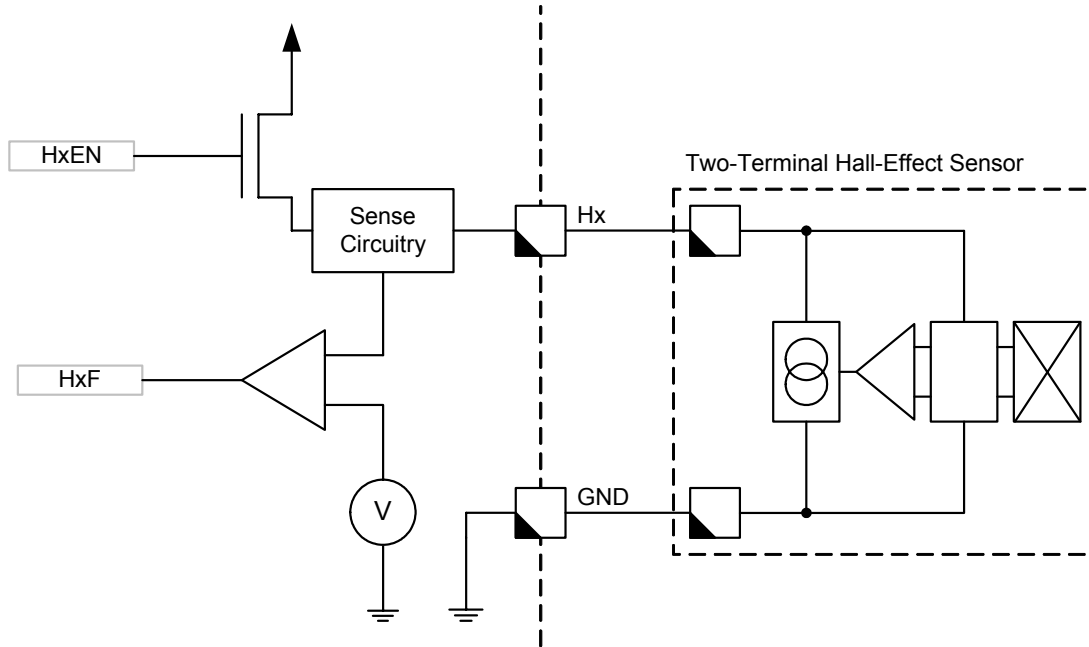 HxEN
Two-Terminal Hall-Effect Sensor
Sense
Circuitry
Hx
HxF
GND
V